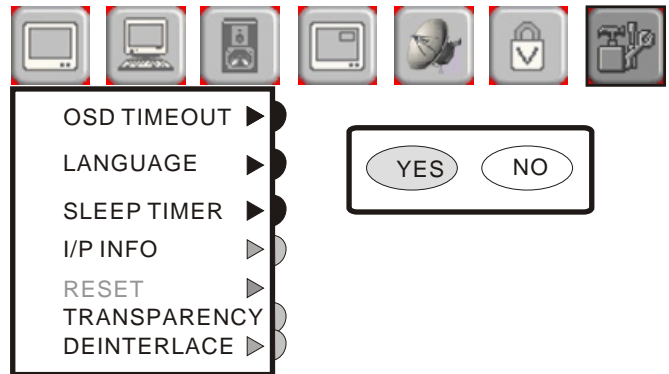 OSD TIMEOUT
LANGUAGE
SLEEP TIMER
I/P INFO
RESET
TRANSPARENCY
DEINTERLACE
YES NO